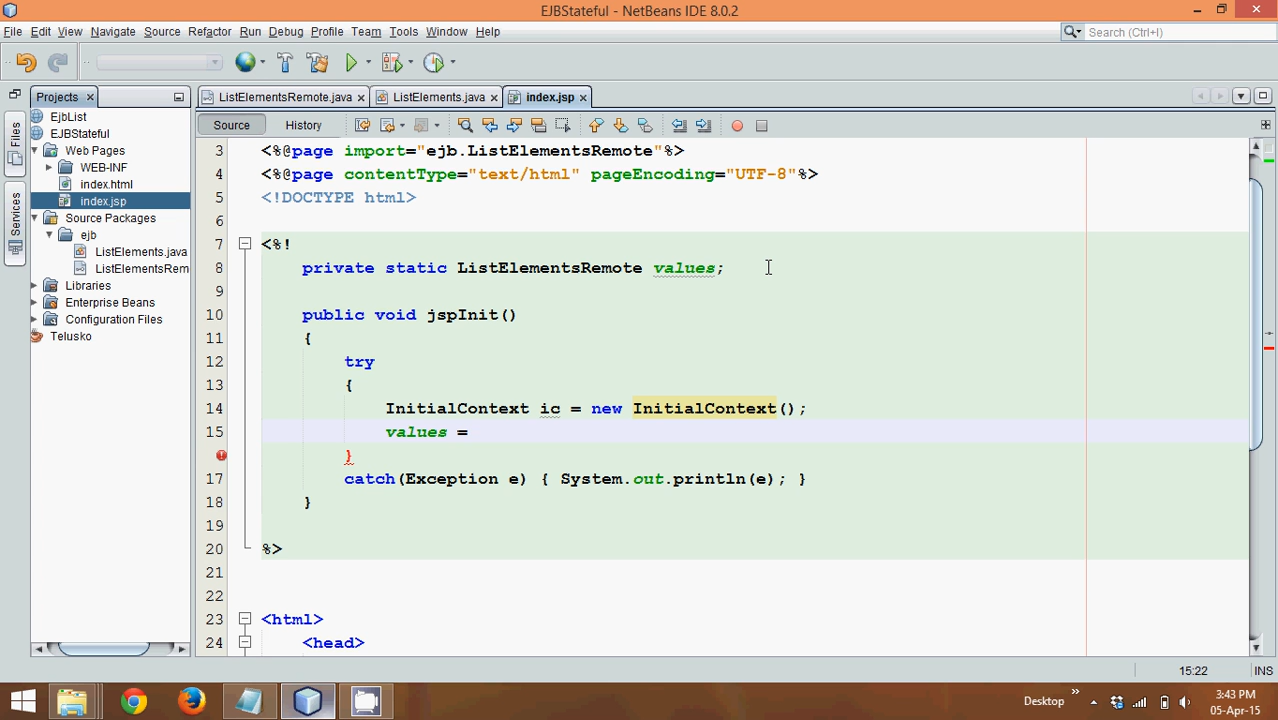 EJBStateful - NetBeans IDE 8.0.2
File Edit View Navigate Source Refactor Run Debug Profile Team Tools Window Help
Search (Ctrl+I)
Projects
ListElementsRemote.java
ListElements.java
index.jsp
Files
Services
EjbList
EJBStateful
Web Pages
WEB-INF
index.html
index.jsp
Source Packages
ejb
ListElements.java
ListElementsRem
Libraries
Enterprise Beans
Configuration Files
Telusko
Source History
3 <%@page import="ejb.ListElementsRemote"%>
4 <%@page contentType="text/html" pageEncoding="UTF-8"%>
5 <!DOCTYPE html>
6
7 <%!
8 private static ListElementsRemote values;
9
10 public void jspInit()
11 {
12 try
13 {
14 InitialContext ic = new InitialContext();
15 values =
}
17 catch(Exception e) { System.out.println(e); }
18 }
19
20 %>
21
22
23 <html>
24 <head>
15:22 INS
Desktop
3:43 PM
05-Apr-15